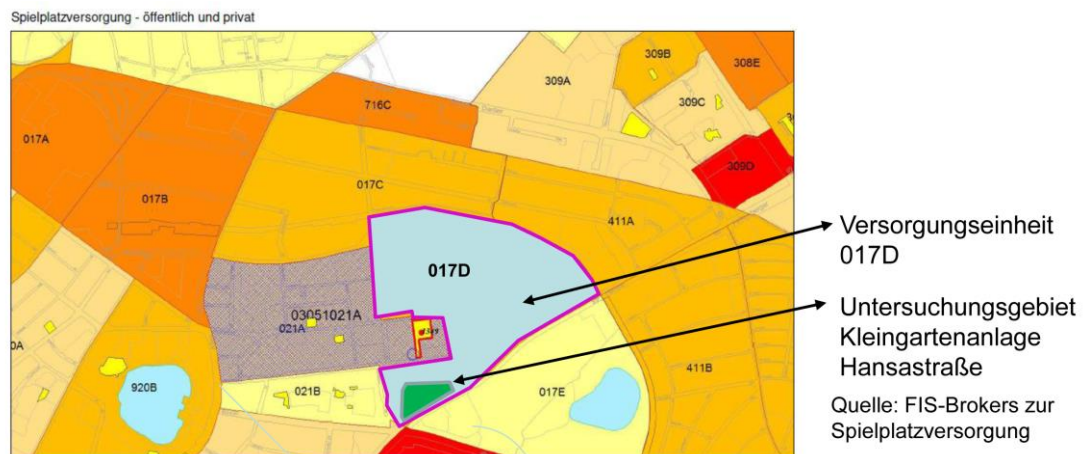 Spielplatzversorgung - öffentlich und privat
309B
308E
309A
309C
716C
017A
309D
017C
017B
411A
Versorgungseinheit
017D
017D
Untersuchungsgebiet
Kleingartenanlage
Hansastraße
03051021A
021A
0A
920B
021B
017E
411B
Quelle: FIS-Brokers zur
Spielplatzversorgung